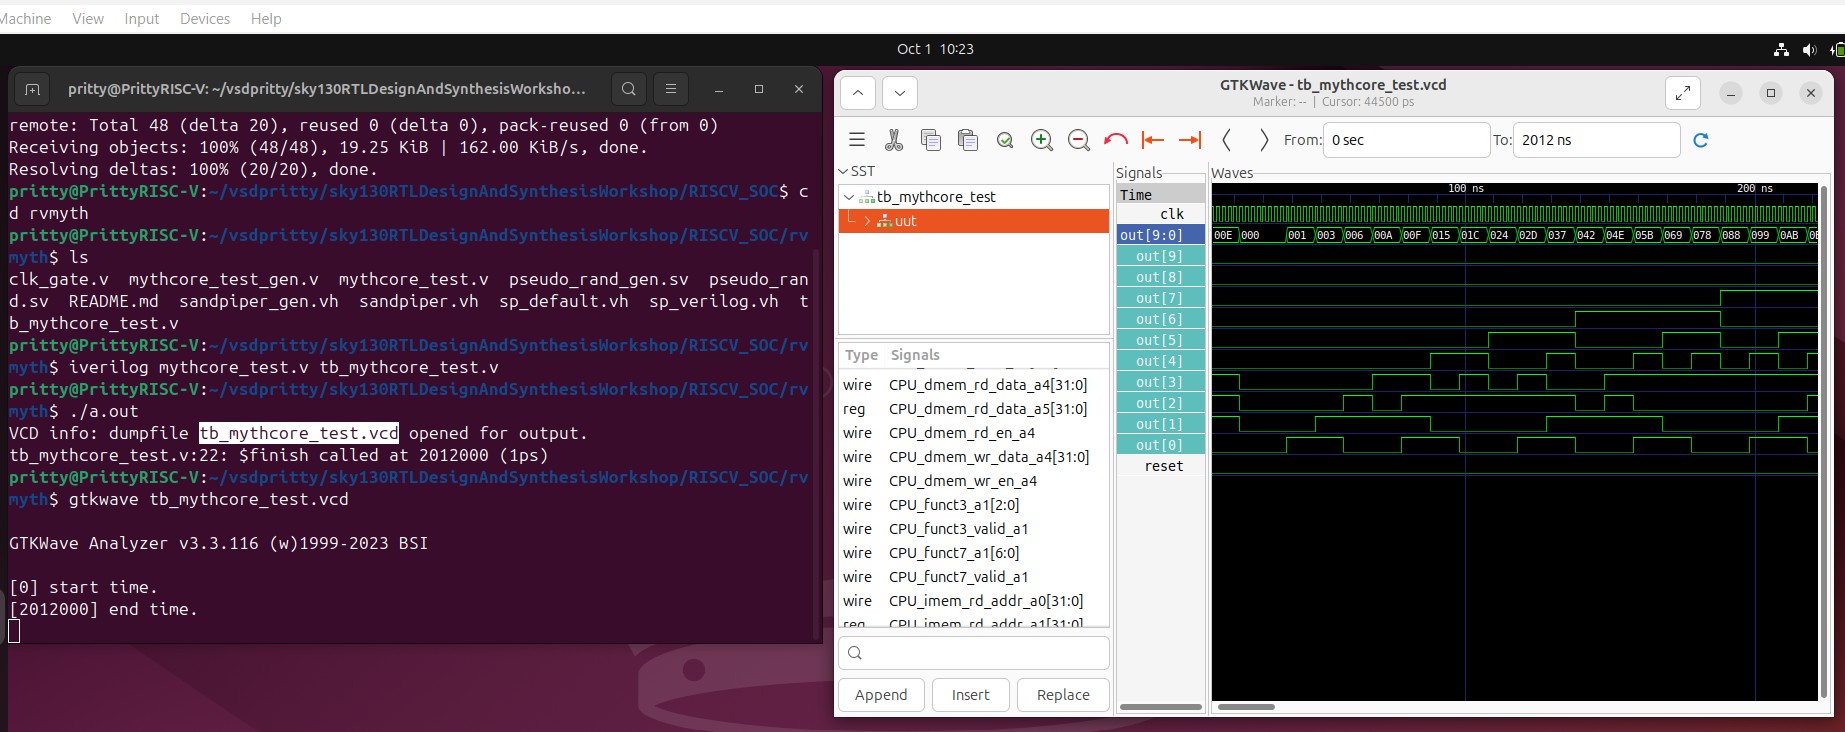 Machine View Input Devices Help
Oct 1 10:23
pritty@PrittyRISC-V: ~/vsdpritty/sky130RTLDesignAndSynthesisWorksho...
remote: Total 48 (delta 20), reused 0 (delta 0), pack-reused 0 (from 0)
Receiving objects: 100% (48/48), 19.25 KiB | 162.00 KiB/s, done.
Resolving deltas: 100% (20/20), done.
pritty@PrittyRISC-V:~/vsdpritty/sky130RTLDesignAndSynthesisWorkshop/RISCV_SOC$ c
d rvmyth
pritty@PrittyRISC-V:~/vsdpritty/sky130RTLDesignAndSynthesisWorkshop/RISCV_SOC/rv
myth$ ls
clk_gate.v mythcore_test_gen.v mythcore_test.v pseudo_rand_gen.sv pseudo_ran
d.sv README.md sandpiper_gen.vh sandpiper.vh sp_default.vh sp_verilog.vh t
b_mythcore_test.v
pritty@PrittyRISC-V:~/vsdpritty/sky130RTLDesignAndSynthesisWorkshop/RISCV_SOC/rv
myth$ iverilog mythcore_test.v tb_mythcore_test.v
pritty@PrittyRISC-V:~/vsdpritty/sky130RTLDesignAndSynthesisWorkshop/RISCV_SOC/rv
myth$ ./a.out
VCD info: dumpfile tb_mythcore_test.vcd opened for output.
tb_mythcore_test.v:22: $finish called at 2012000 (1ps)
pritty@PrittyRISC-V:~/vsdpritty/sky130RTLDesignAndSynthesisWorkshop/RISCV_SOC/rv
myth$ gtkwave tb_mythcore_test.vcd
GTKWave Analyzer v3.3.116 (w)1999-2023 BSI
[0] start time.
[2012000] end time.
GTKWave - tb_mythcore_test.vcd
Marker: -- | Cursor: 44500 ps
From: 0 sec To: 2012 ns
SST
tb_mythcore_test
uut
Type Signals
wire CPU_dmem_rd_data_a4[31:0]
reg CPU_dmem_rd_data_a5[31:0]
wire CPU_dmem_rd_en_a4
wire CPU_dmem_wr_data_a4[31:0]
wire CPU_dmem_wr_en_a4
wire CPU_funct3_a1[2:0]
wire CPU_funct3_valid_a1
wire CPU_funct7_a1[6:0]
wire CPU_funct7_valid_a1
wire CPU_imem_rd_addr_a0[31:0]
reg CPU_imem_rd_addr_a1[31:0]
Append Insert Replace
Signals
Time
clk
out[9:0]
out[9]
out[8]
out[7]
out[6]
out[5]
out[4]
out[3]
out[2]
out[1]
out[0]
reset
Waves
100 ns 200 ns
00E 000 001 003 006 00A 00F 015 01C 024 02D 037 042 04E 05B 069 078 088 099 0AB